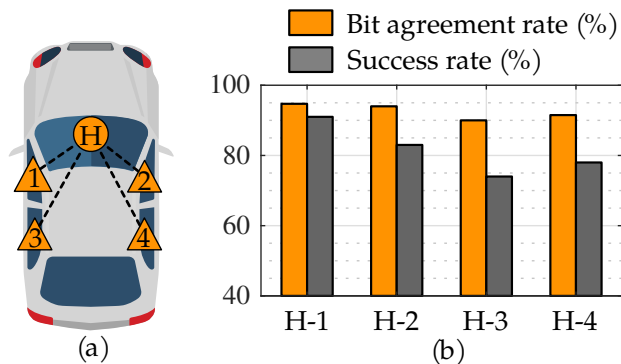 Bit agreement rate (%)
Success rate (%)
H
1
2
3
4
(a)
100
80
60
40
H-1 H-2 H-3 H-4
(b)